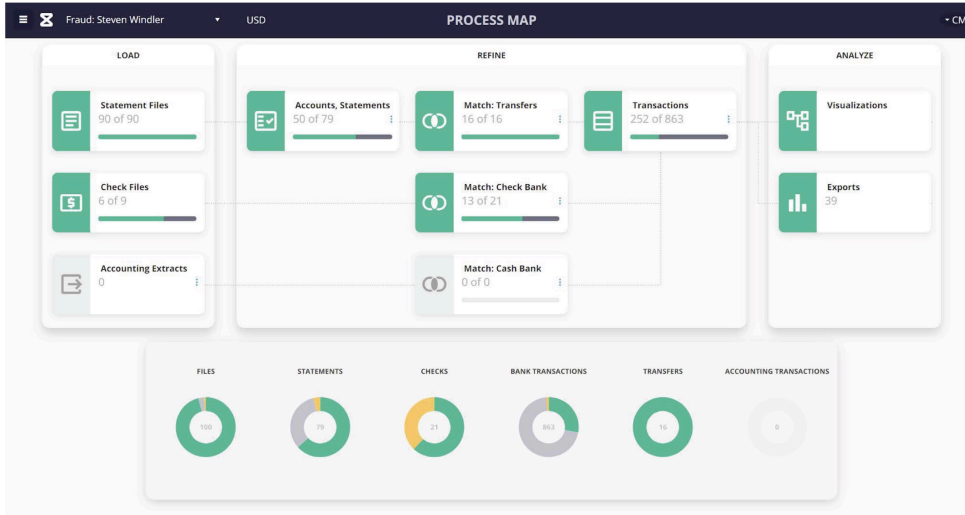 Fraud: Steven Windler
USD
PROCESS MAP
CM
LOAD
REFINE
ANALYZE
Statement Files
90 of 90
Accounts, Statements
50 of 79
Match: Transfers
16 of 16
Transactions
252 of 863
Visualizations
Check Files
6 of 9
Match: Check Bank
13 of 21
Exports
39
Accounting Extracts
0
Match: Cash Bank
0 of 0
FILES
STATEMENTS
CHECKS
BANK TRANSACTIONS
TRANSFERS
ACCOUNTING TRANSACTIONS
100
79
21
863
16
0